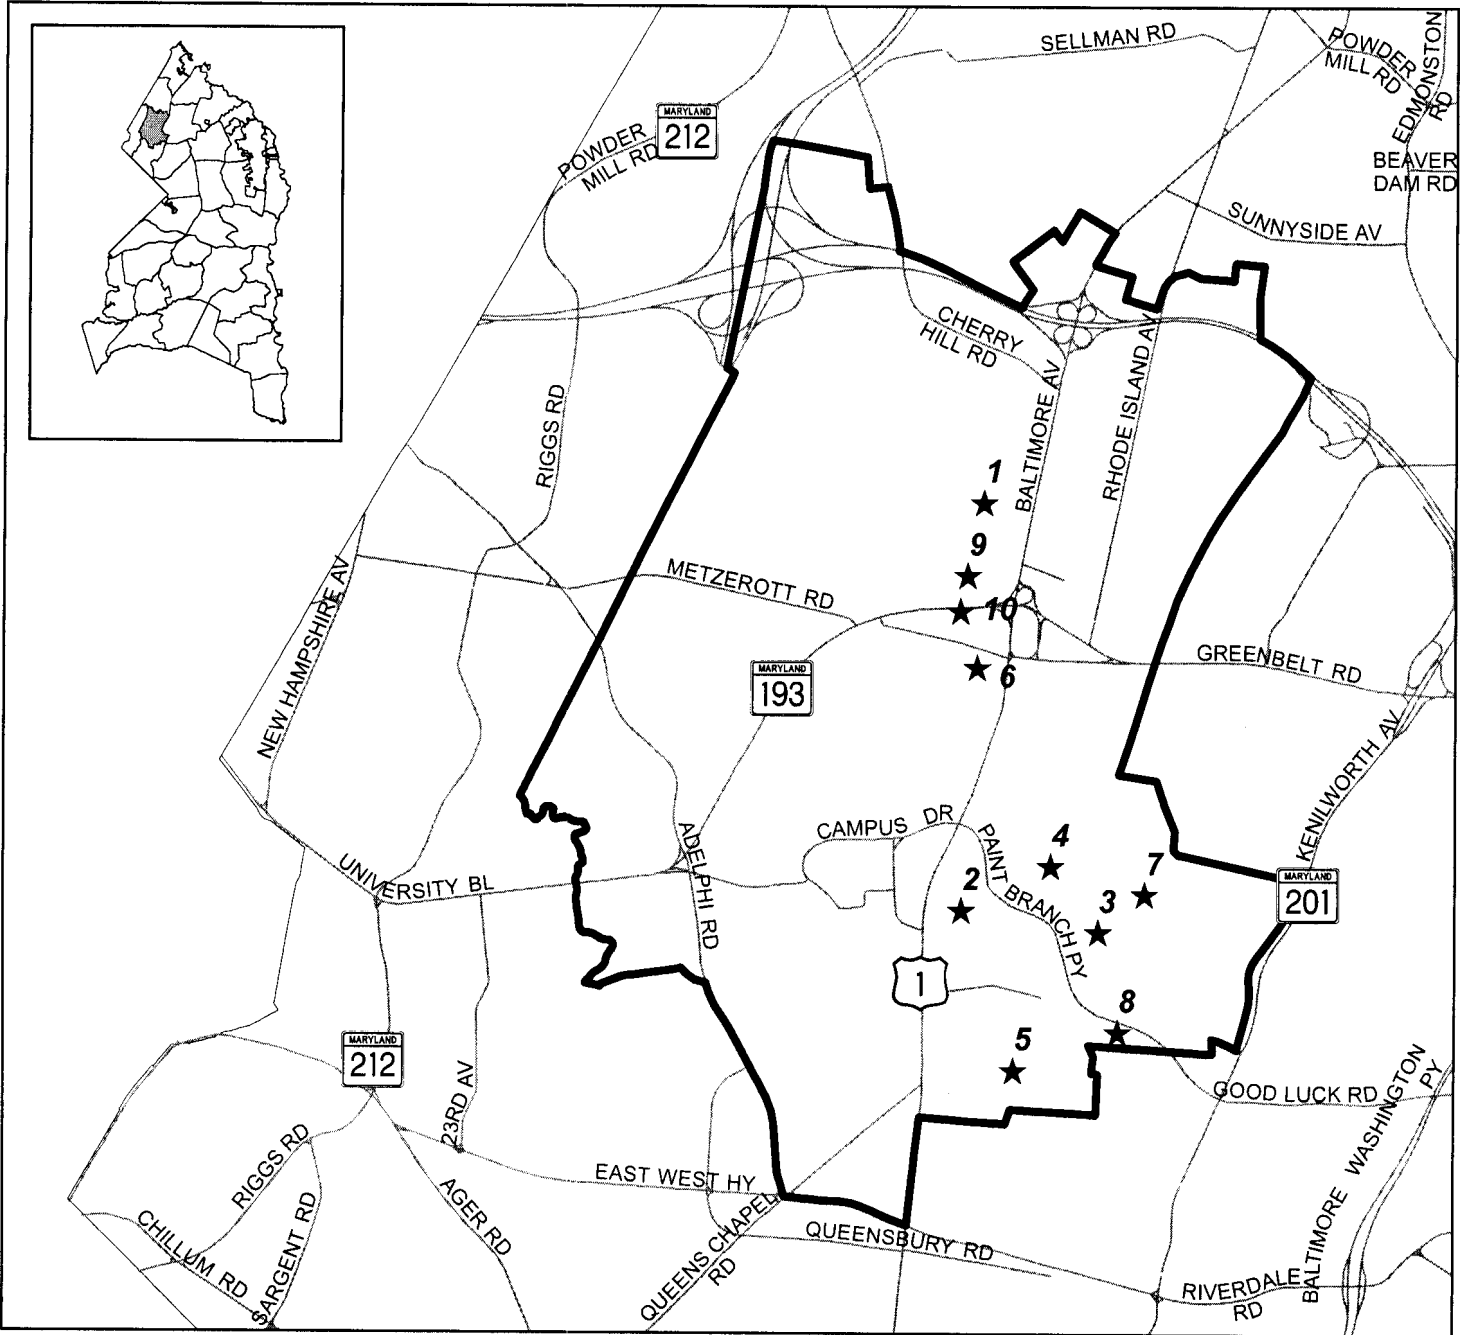 SELLMAN RD
POWDER
MILL RD
EDMONSTON
RD
MARYLAND
212
POWDER
MILL RD
BEAVER
DAM RD
SUNNYSIDE AV
CHERRY
HILL RD
RIGGS RD
BALTIMORE AV
RHODE ISLAND AV
1
9
METZEROTT RD
10
NEW HAMPSHIRE AV
MARYLAND
193
6
GREENBELT RD
KENILWORTH AV
CAMPUS DR
ADELPHI RD
PAINT
BRANCH PY
4
7
UNIVERSITY BL
2
3
MARYLAND
201
1
8
5
MARYLAND
212
23RD AV
GOOD LUCK RD
BALTIMORE WASHINGTON
PY
RIGGS RD
EAST WEST HY
AGER RD
SARGENT RD
CHILLUM RD
QUEENS CHAPEL
RD
QUEENSBURY RD
RIVERDALE
RD